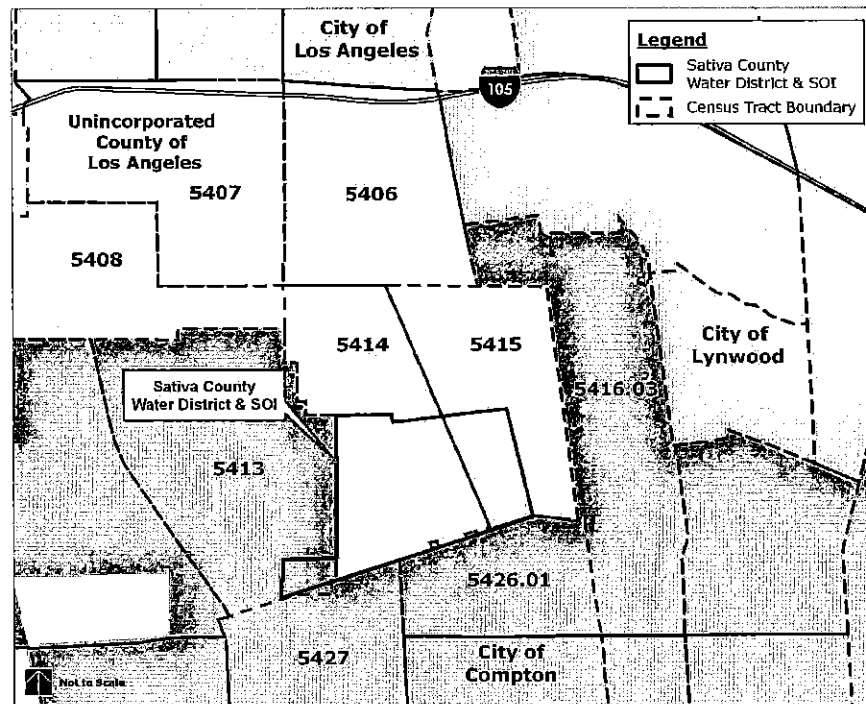 City of
Los Angeles
Legend
Sativa County
Water District & SOI
Census Tract Boundary
105
Unincorporated
County of
Los Angeles
5407
5406
5408
5414
5415
City of
Lynwood
Sativa County
Water District & SOI
5416.03
5413
5426.01
5427
City of
Compton
Not to Scale